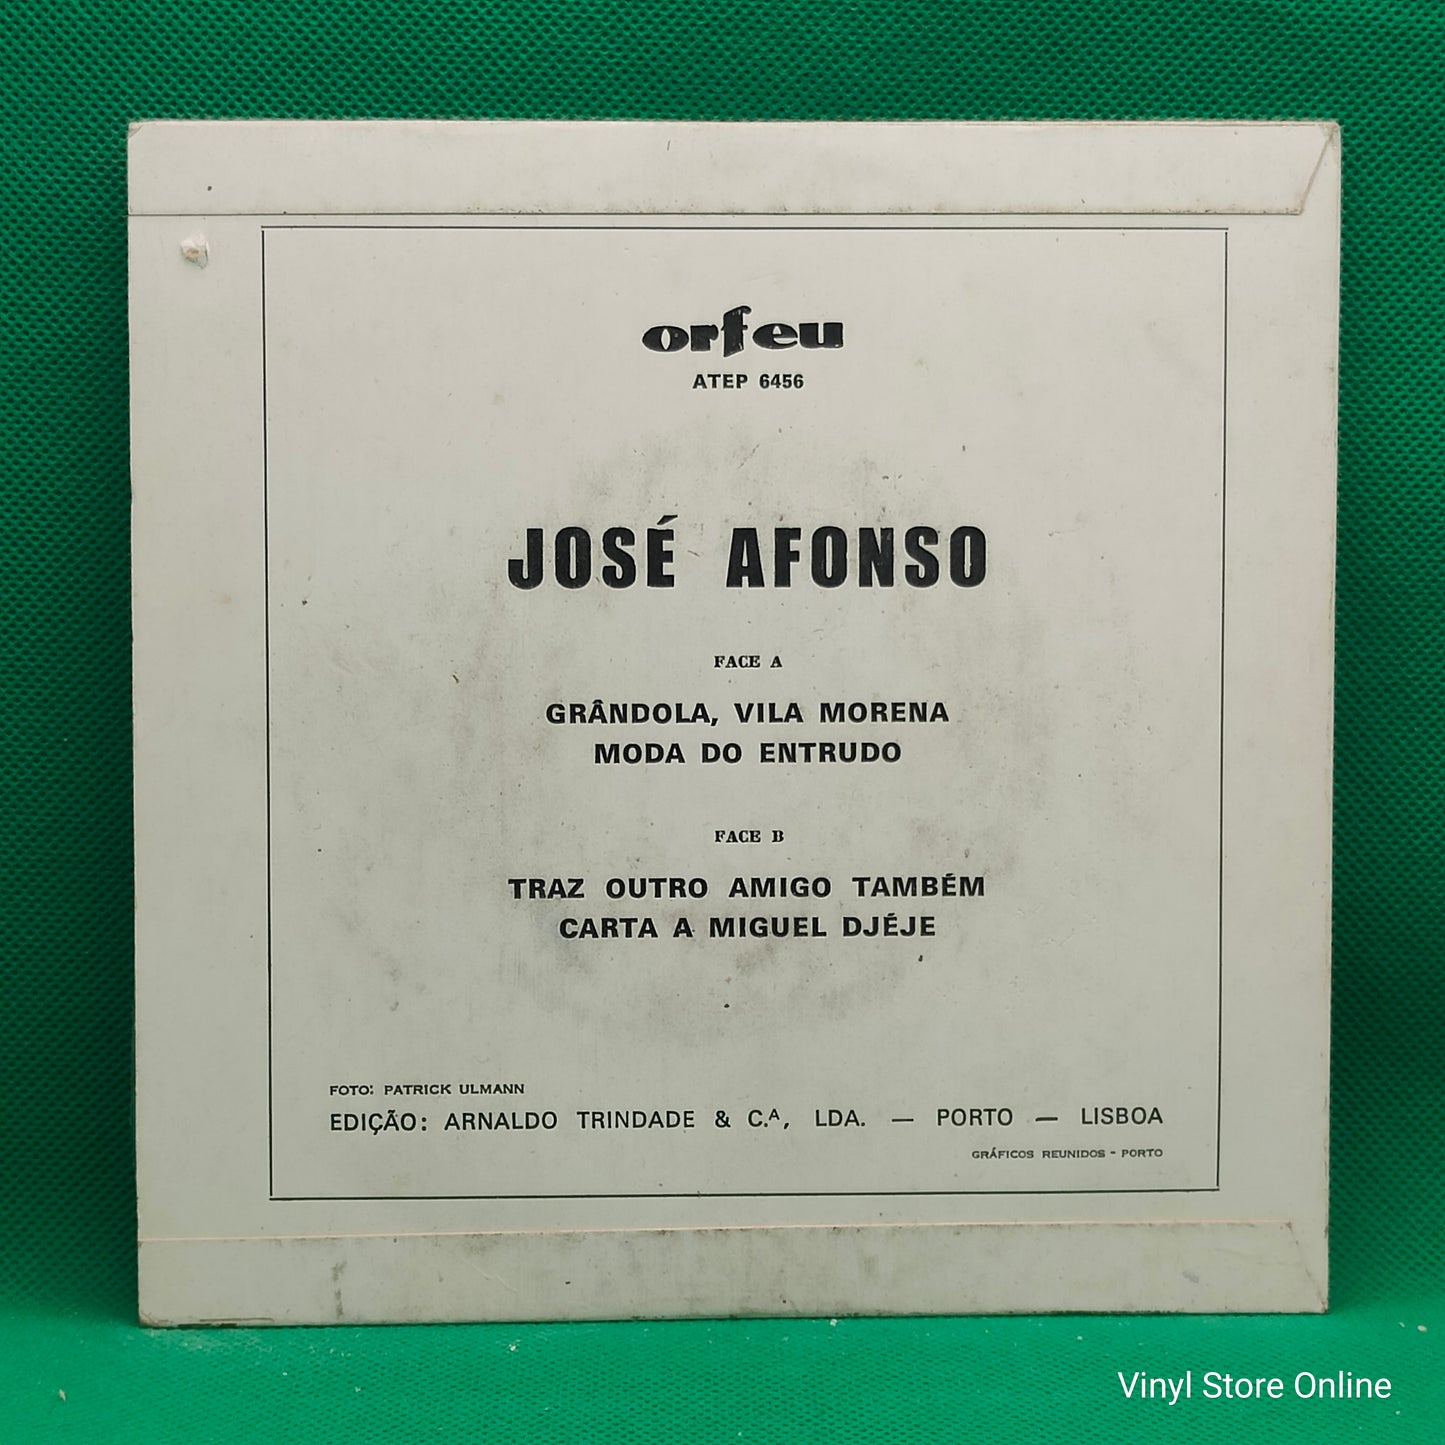 orfeu
ATEP 6456
JOSÉ AFONSO
FACE A
GRÂNDOLA, VILA MORENA
MODA DO ENTRUDO
FACE B
TRAZ OUTRO AMIGO TAMBÉM
CARTA A MIGUEL DJÉJE
FOTO: PATRICK ULMANN
EDIÇÃO: ARNALDO TRINDADE & C.ᴬ, LDA. — PORTO — LISBOA
GRÁFICOS REUNIDOS - PORTO
Vinyl Store Online